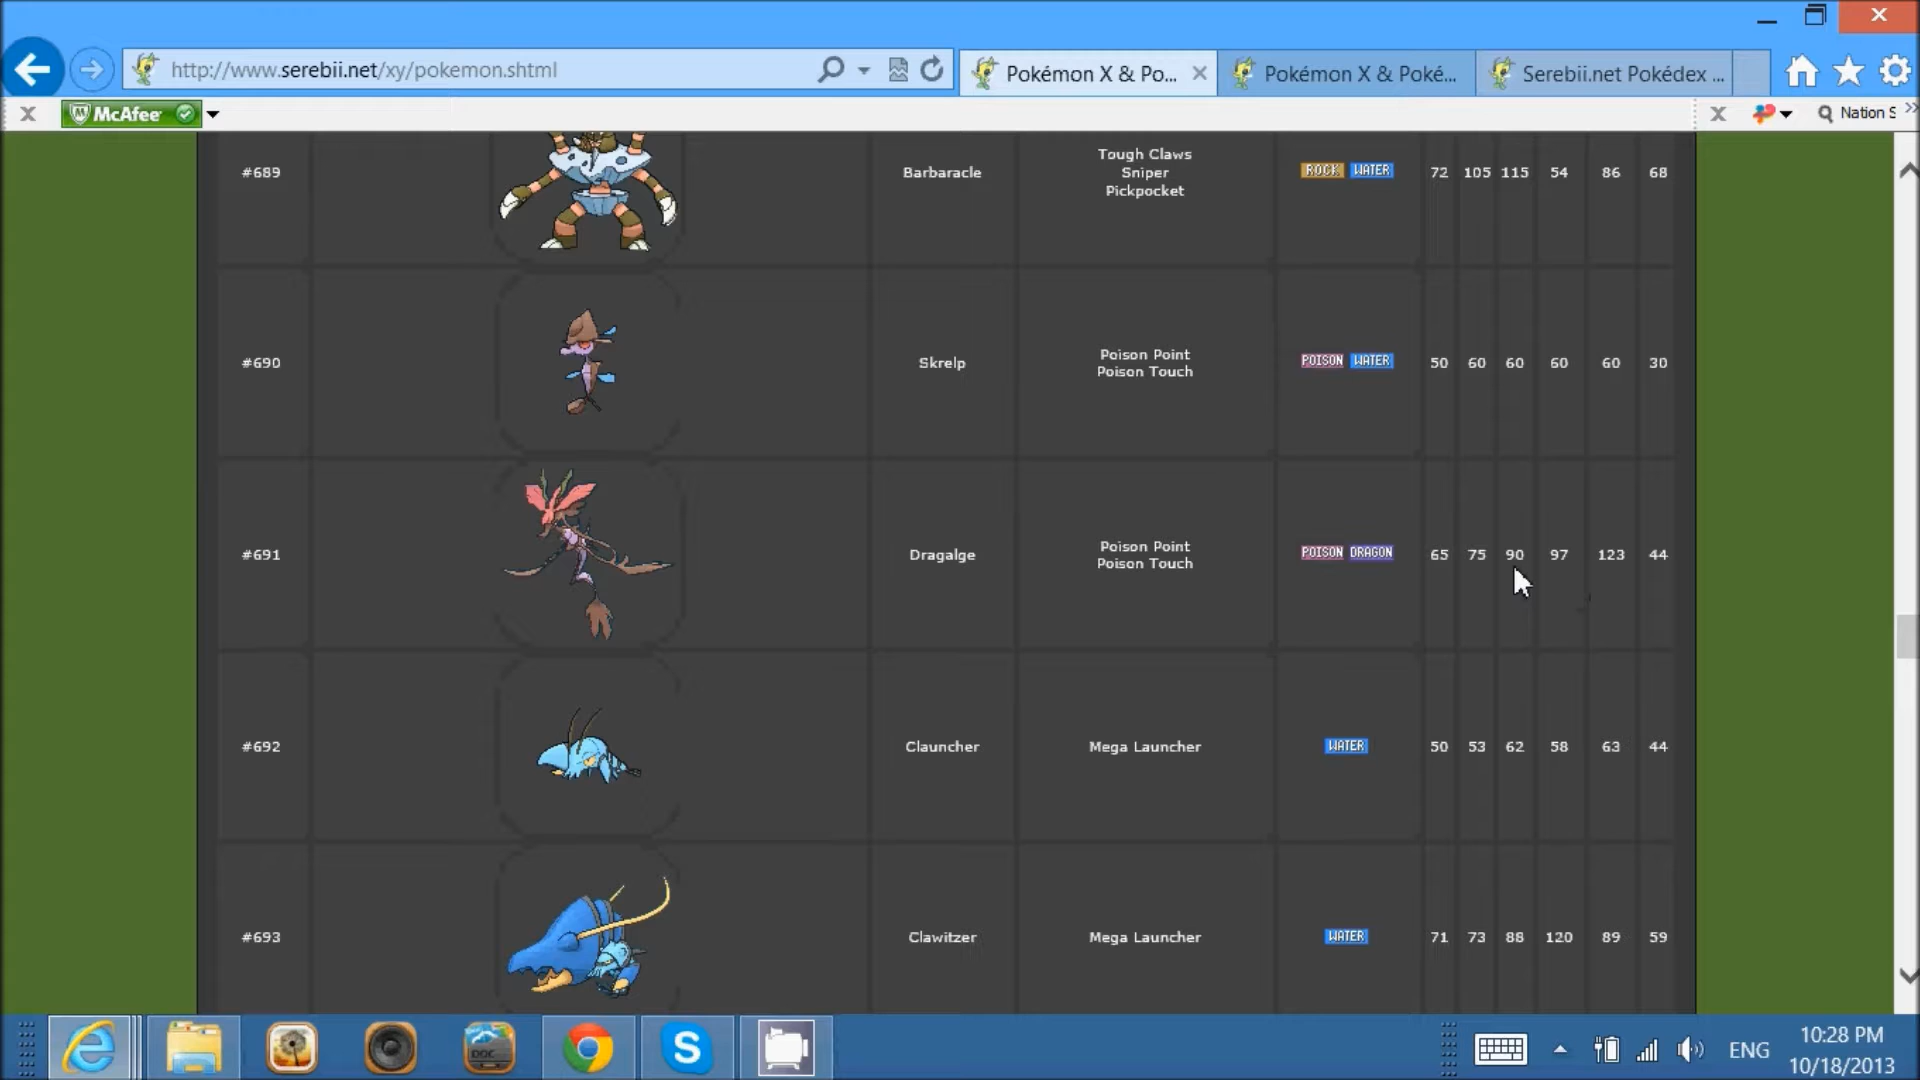 http://www.serebii.net/xy/pokemon.shtml
Pokémon X & Po...
Pokémon X & Poké...
Serebii.net Pokédex ...
McAfee
Nation S
#689
Barbaracle
Tough Claws
Sniper
Pickpocket
ROCK WATER
72 105 115 54 86 68
#690
Skrelp
Poison Point
Poison Touch
POISON WATER
50 60 60 60 60 30
#691
Dragalge
Poison Point
Poison Touch
POISON DRAGON
65 75 90 97 123 44
#692
Clauncher
Mega Launcher
WATER
50 53 62 58 63 44
#693
Clawitzer
Mega Launcher
WATER
71 73 88 120 89 59
DOC
ENG
10:28 PM
10/18/2013